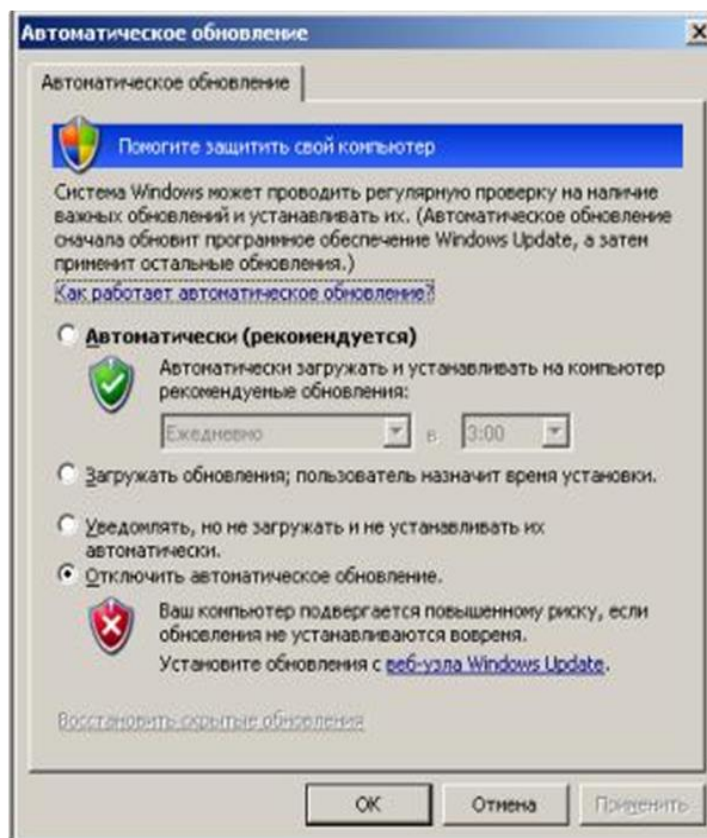 Автоматическое обновление
Автоматическое обновление
Помогите защитить свой компьютер
Система Windows может проводить регулярную проверку на наличие
важных обновлений и устанавливать их. (Автоматическое обновление
сначала обновит программное обеспечение Windows Update, а затем
применит остальные обновления.)
Как работает автоматическое обновление?
Автоматически (рекомендуется)
Автоматически загружать и устанавливать на компьютер
рекомендуемые обновления:
Ежедневно в 3:00
Загружать обновления; пользователь назначит время установки.
Уведомлять, но не загружать и не устанавливать их
автоматически.
Отключить автоматическое обновление.
Ваш компьютер подвергается повышенному риску, если
обновления не устанавливаются вовремя.
Установите обновления с веб-узла Windows Update.
Восстановить скрытые обновления
ОК Отмена Применить